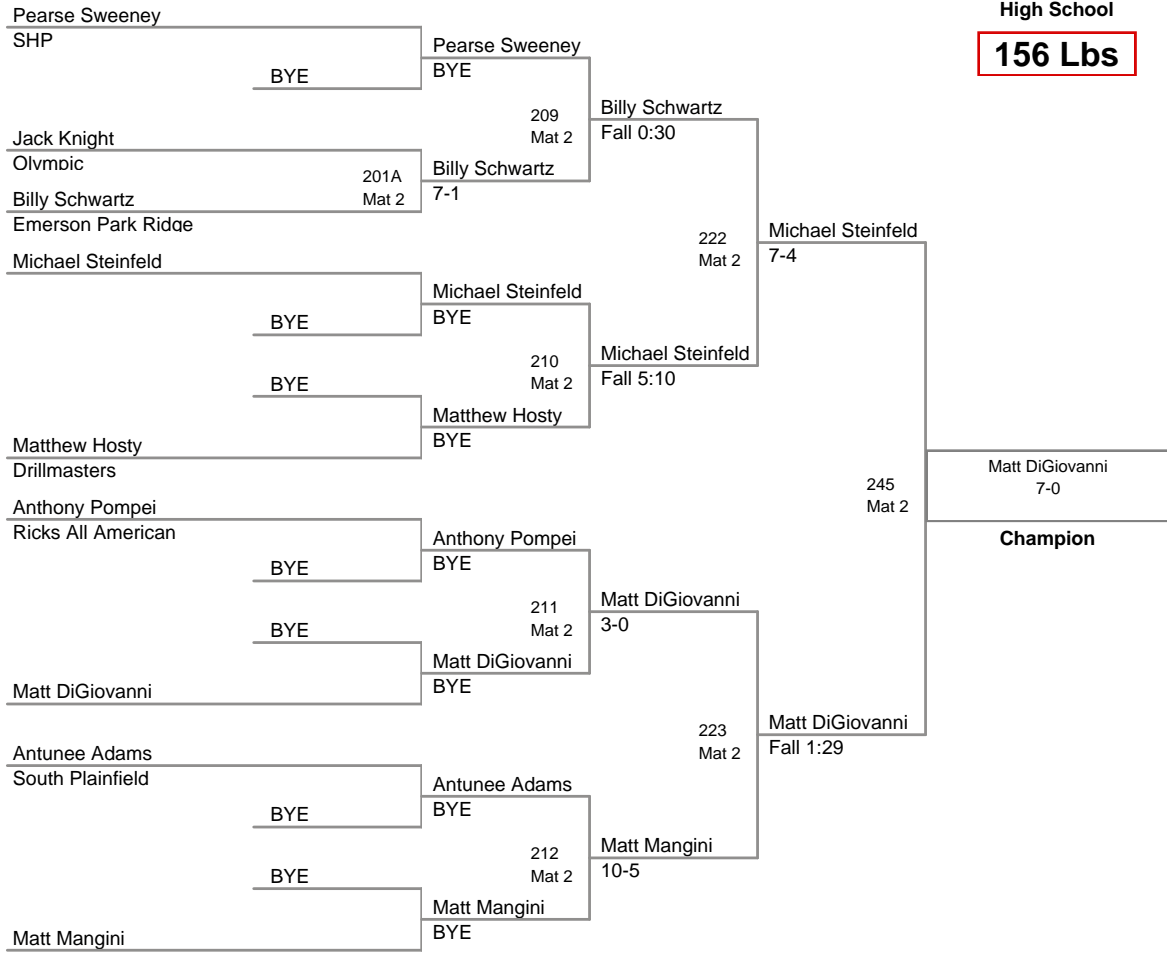 High School
156 Lbs
Pearse Sweeney
SHP
BYE
Jack Knight
Olympic
201A
Mat 2
Billy Schwartz
Emerson Park Ridge
Michael Steinfeld
BYE
BYE
Matthew Hosty
Drillmasters
Anthony Pompei
Ricks All American
BYE
BYE
Matt DiGiovanni
Antunee Adams
South Plainfield
BYE
BYE
Matt Mangini
Pearse Sweeney
BYE
209
Mat 2
Billy Schwartz
7-1
Michael Steinfeld
BYE
210
Mat 2
Matthew Hosty
BYE
Anthony Pompei
BYE
211
Mat 2
Matt DiGiovanni
BYE
Antunee Adams
BYE
212
Mat 2
Matt Mangini
BYE
Billy Schwartz
Fall 0:30
222
Mat 2
Michael Steinfeld
Fall 5:10
Matt DiGiovanni
3-0
223
Mat 2
Matt Mangini
10-5
Michael Steinfeld
7-4
245
Mat 2
Matt DiGiovanni
Fall 1:29
Matt DiGiovanni
7-0
Champion